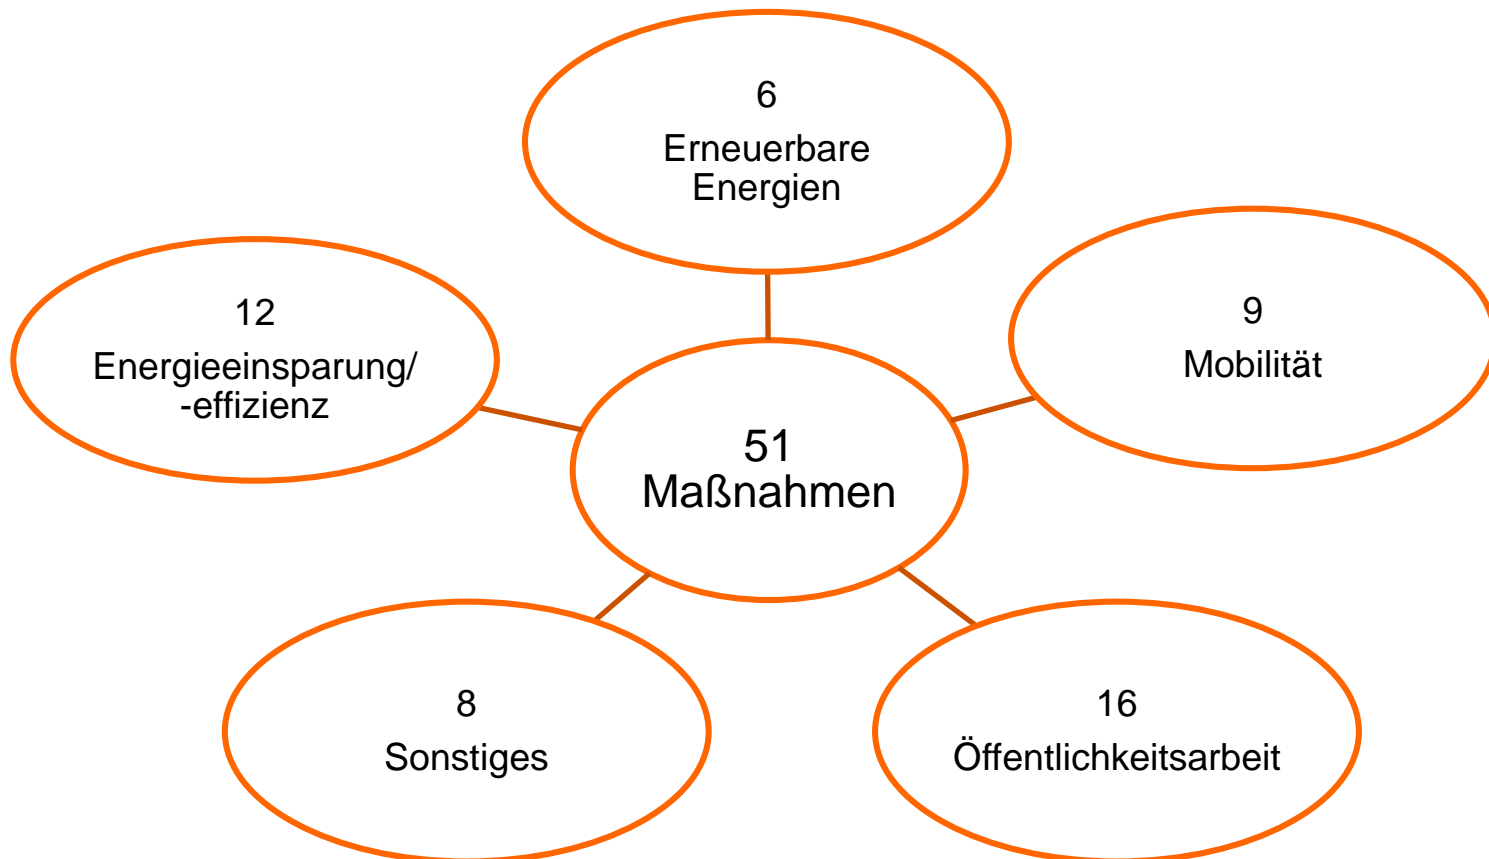 6
Erneuerbare
Energien
12
Energieeinsparung/
-effizienz
9
Mobilität
51
Maßnahmen
8
Sonstiges
16
Öffentlichkeitsarbeit